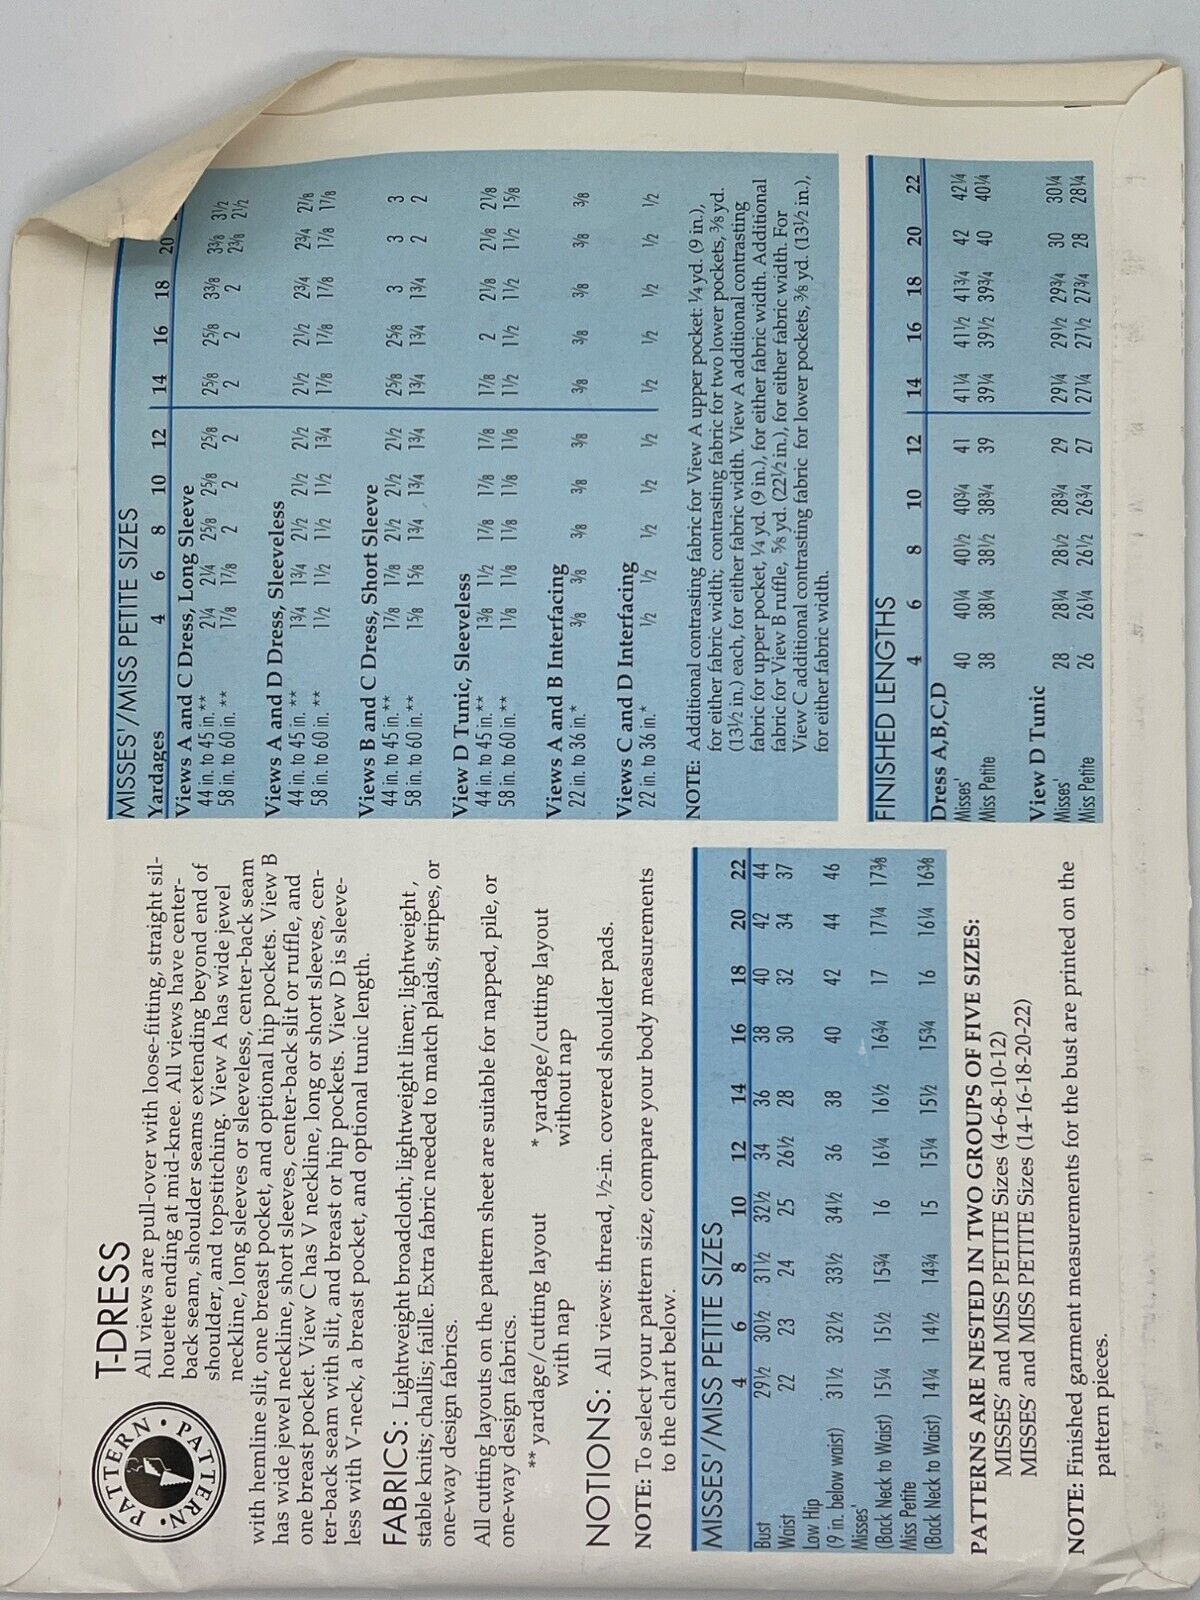 PATTERN · PATTERN ·
T-DRESS
All views are pull-over with loose-fitting, straight sil-
houette ending at mid-knee. All views have center-
back seam, shoulder seams extending beyond end of
shoulder, and topstitching. View A has wide jewel
neckline, long sleeves or sleeveless, center-back seam
with hemline slit, one breast pocket, and optional hip pockets. View B
has wide jewel neckline, short sleeves, center-back slit or ruffle, and
one breast pocket. View C has V neckline, long or short sleeves, cen-
ter-back seam with slit, and breast or hip pockets. View D is sleeve-
less with V-neck, a breast pocket, and optional tunic length.
FABRICS: Lightweight broadcloth; lightweight linen; lightweight,
stable knits; challis; faille. Extra fabric needed to match plaids, stripes, or
one-way design fabrics.
All cutting layouts on the pattern sheet are suitable for napped, pile, or
one-way design fabrics.
** yardage/cutting layout * yardage/cutting layout
with nap without nap
NOTIONS: All views: thread, ½-in. covered shoulder pads.
NOTE: To select your pattern size, compare your body measurements
to the chart below.
MISSES'/MISS PETITE SIZES
4 6 8 10 12 14 16 18 20 22
Bust 29½ 30½ 31½ 32½ 34 36 38 40 42 44
Waist 22 23 24 25 26½ 28 30 32 34 37
Low Hip
(9 in. below waist) 31½ 32½ 33½ 34½ 36 38 40 42 44 46
Misses'
(Back Neck to Waist) 15¼ 15½ 15¾ 16 16¼ 16½ 16¾ 17 17¼ 17⅜
Miss Petite
(Back Neck to Waist) 14¼ 14½ 14¾ 15 15¼ 15½ 15¾ 16 16¼ 16⅜
PATTERNS ARE NESTED IN TWO GROUPS OF FIVE SIZES:
MISSES' and MISS PETITE Sizes (4-6-8-10-12)
MISSES' and MISS PETITE Sizes (14-16-18-20-22)
NOTE: Finished garment measurements for the bust are printed on the
pattern pieces.
MISSES'/MISS PETITE SIZES
Yardages 4 6 8 10 12 14 16 18 20
Views A and C Dress, Long Sleeve
44 in. to 45 in.** 2¼ 2¼ 2⅝ 2⅝ 2⅝ 2⅝ 2⅝ 3⅜ 3⅜ 3½
58 in. to 60 in. ** 1⅞ 1⅞ 2 2 2 2 2 2 2⅜ 2½
Views A and D Dress, Sleeveless
44 in. to 45 in. ** 1¾ 1¾ 2½ 2½ 2½ 2½ 2½ 2¾ 2¾ 2⅞
58 in. to 60 in. ** 1½ 1½ 1½ 1½ 1¾ 1⅞ 1⅞ 1⅞ 1⅞ 1⅞
Views B and C Dress, Short Sleeve
44 in. to 45 in.** 1⅞ 1⅞ 2½ 2½ 2½ 2⅝ 2⅝ 3 3 3
58 in. to 60 in.** 1⅝ 1⅝ 1¾ 1¾ 1¾ 1¾ 1¾ 1¾ 2 2
View D Tunic, Sleeveless
44 in. to 45 in.** 1⅜ 1½ 1⅞ 1⅞ 1⅞ 1⅞ 2 2⅛ 2⅛ 2⅛
58 in. to 60 in.** 1⅛ 1⅛ 1⅛ 1⅛ 1⅛ 1½ 1½ 1½ 1½ 1⅝
Views A and B Interfacing
22 in. to 36 in.* ⅜ ⅜ ⅜ ⅜ ⅜ ⅜ ⅜ ⅜ ⅜ ⅜
Views C and D Interfacing
22 in. to 36 in.* ½ ½ ½ ½ ½ ½ ½ ½ ½ ½
NOTE: Additional contrasting fabric for View A upper pocket: ¼ yd. (9 in.),
for either fabric width; contrasting fabric for two lower pockets, ⅜ yd.
(13½ in.) each, for either fabric width. View A additional contrasting
fabric for upper pocket, ¼ yd. (9 in.), for either fabric width. Additional
fabric for View B ruffle, ⅝ yd. (22½ in.), for either fabric width. For
View C additional contrasting fabric for lower pockets, ⅜ yd. (13½ in.),
for either fabric width.
FINISHED LENGTHS
4 6 8 10 12 14 16 18 20 22
Dress A,B,C,D
Misses' 40 40¼ 40½ 40¾ 41 41¼ 41½ 41¾ 42 42¼
Miss Petite 38 38¼ 38½ 38¾ 39 39¼ 39½ 39¾ 40 40¼
View D Tunic
Misses' 28 28¼ 28½ 28¾ 29 29¼ 29½ 29¾ 30 30¼
Miss Petite 26 26¼ 26½ 26¾ 27 27¼ 27½ 27¾ 28 28¼